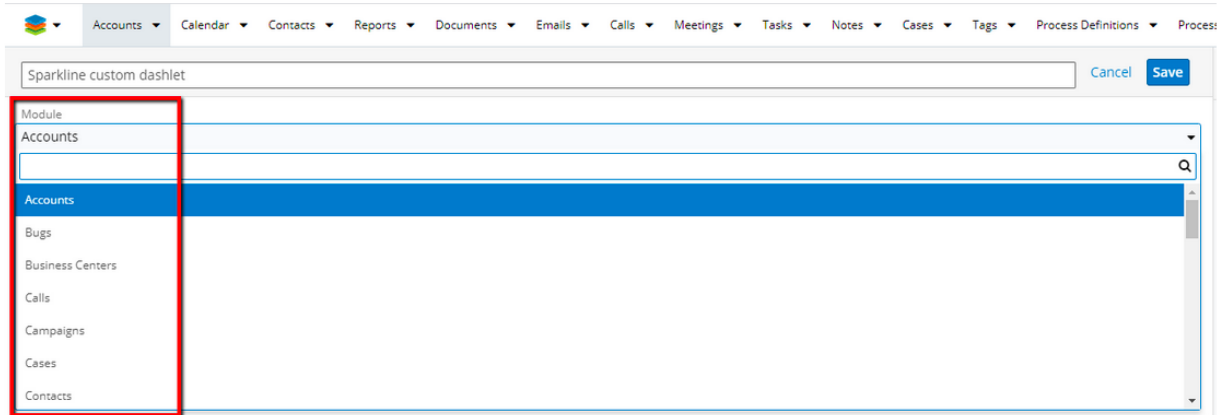 Accounts Calendar Contacts Reports Documents Emails Calls Meetings Tasks Notes Cases Tags Process Definitions Process
Sparkline custom dashlet Cancel Save
Module
Accounts
Accounts
Bugs
Business Centers
Calls
Campaigns
Cases
Contacts